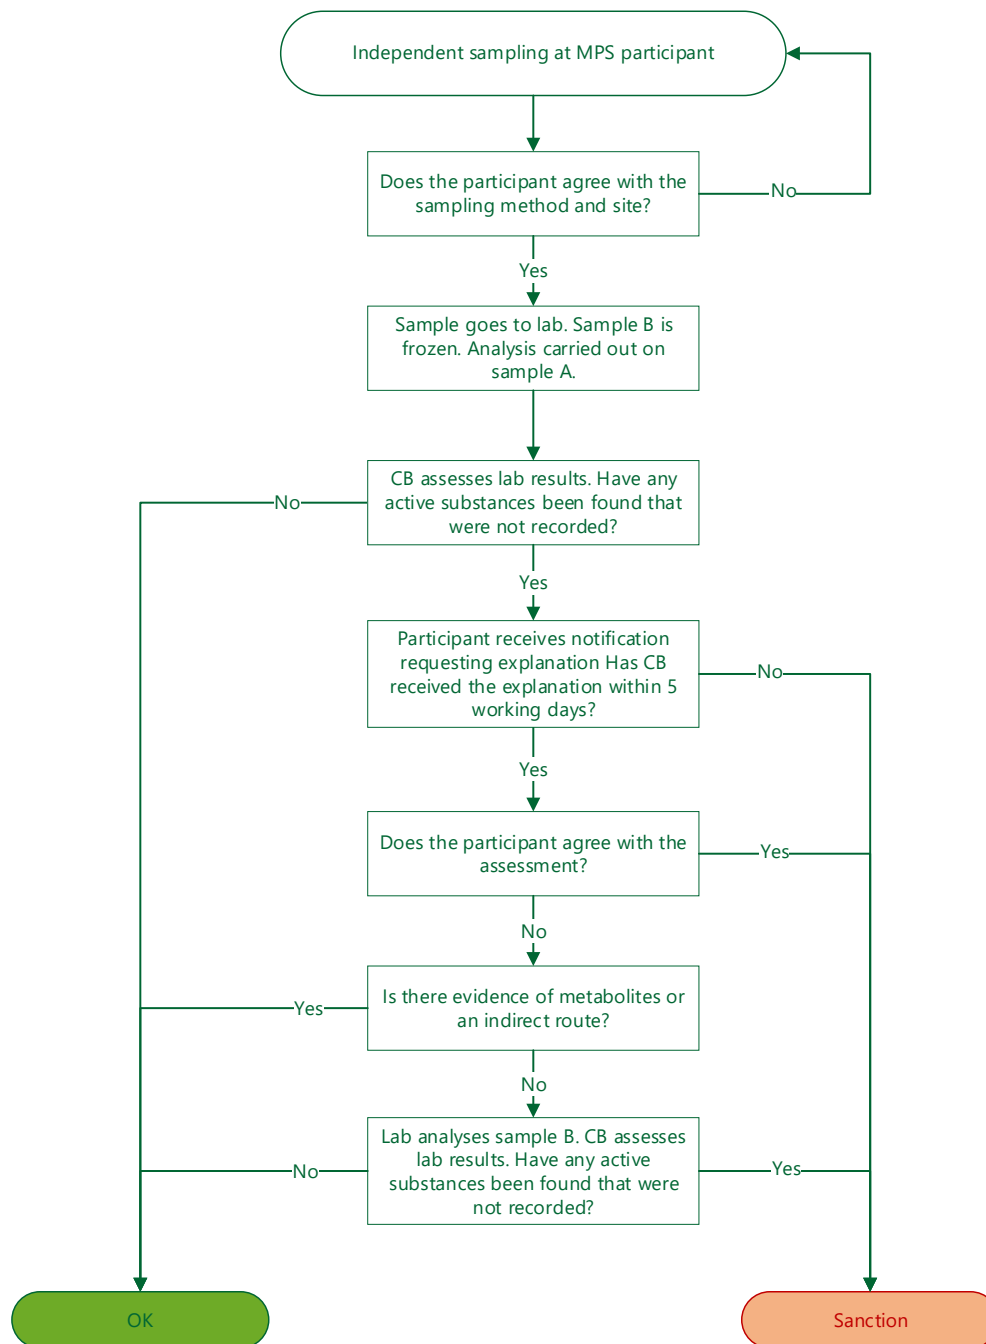 Independent sampling at MPS participant
Does the participant agree with the
sampling method and site?
No
Yes
Sample goes to lab. Sample B is
frozen. Analysis carried out on
sample A.
CB assesses lab results. Have any
active substances been found that
were not recorded?
No
Yes
Participant receives notification
requesting explanation Has CB
received the explanation within 5
working days?
No
Yes
Does the participant agree with the
assessment?
Yes
No
Is there evidence of metabolites or
an indirect route?
Yes
No
Lab analyses sample B. CB assesses
lab results. Have any active
substances been found that were
not recorded?
No
Yes
OK
Sanction